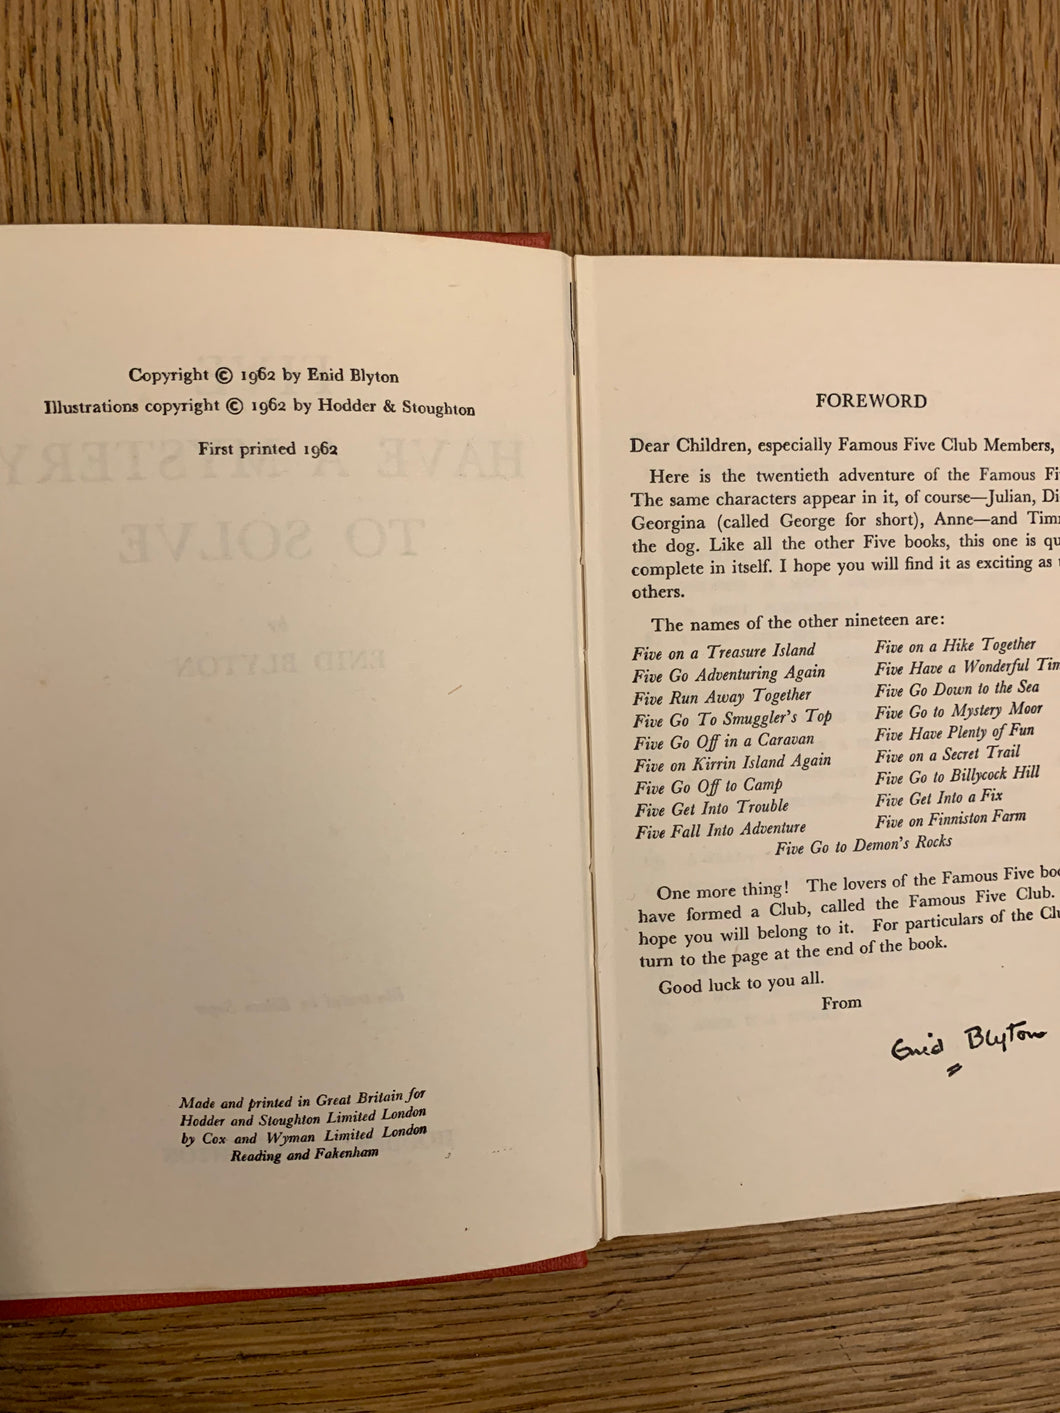 Copyright © 1962 by Enid Blyton
Illustrations copyright © 1962 by Hodder & Stoughton
First printed 1962
Made and printed in Great Britain for
Hodder and Stoughton Limited London
by Cox and Wyman Limited London
Reading and Fakenham
FOREWORD
Dear Children, especially Famous Five Club Members,
Here is the twentieth adventure of the Famous Fi
The same characters appear in it, of course—Julian, Di
Georgina (called George for short), Anne—and Timm
the dog. Like all the other Five books, this one is qu
complete in itself. I hope you will find it as exciting as
others.
The names of the other nineteen are:
Five on a Treasure Island
Five Go Adventuring Again
Five Run Away Together
Five Go To Smuggler's Top
Five Go Off in a Caravan
Five on Kirrin Island Again
Five Go Off to Camp
Five Get Into Trouble
Five Fall Into Adventure
Five on a Hike Together
Five Have a Wonderful Tim
Five Go Down to the Sea
Five Go to Mystery Moor
Five Have Plenty of Fun
Five on a Secret Trail
Five Go to Billycock Hill
Five Get Into a Fix
Five on Finniston Farm
Five Go to Demon's Rocks
One more thing! The lovers of the Famous Five boo
have formed a Club, called the Famous Five Club.
hope you will belong to it. For particulars of the Clu
turn to the page at the end of the book.
Good luck to you all.
From
Enid Blyton